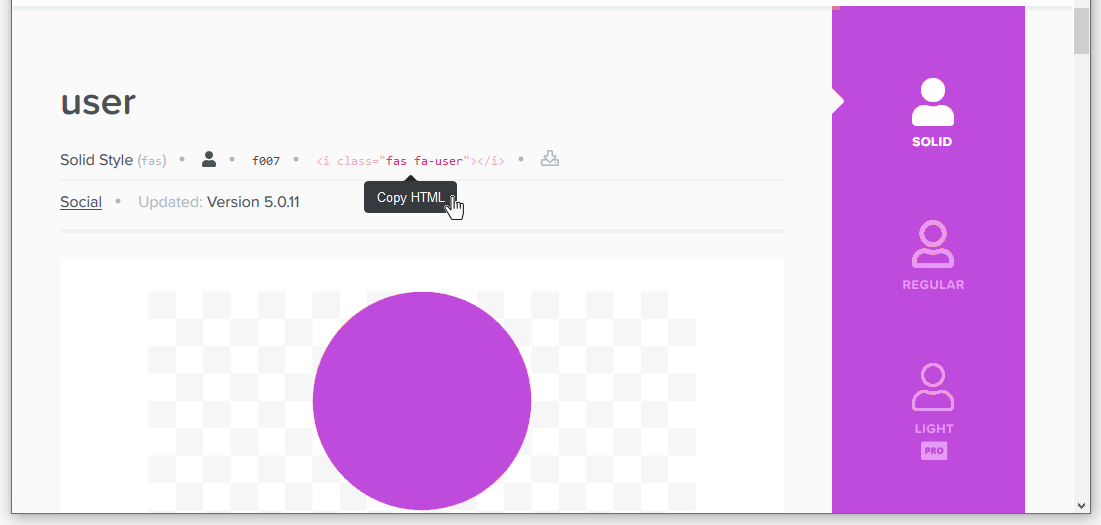 user
Solid Style (fas) • • f007 • <i class="fas fa-user"></i> •
Copy HTML
Social • Updated: Version 5.0.11
SOLID
REGULAR
LIGHT
PRO